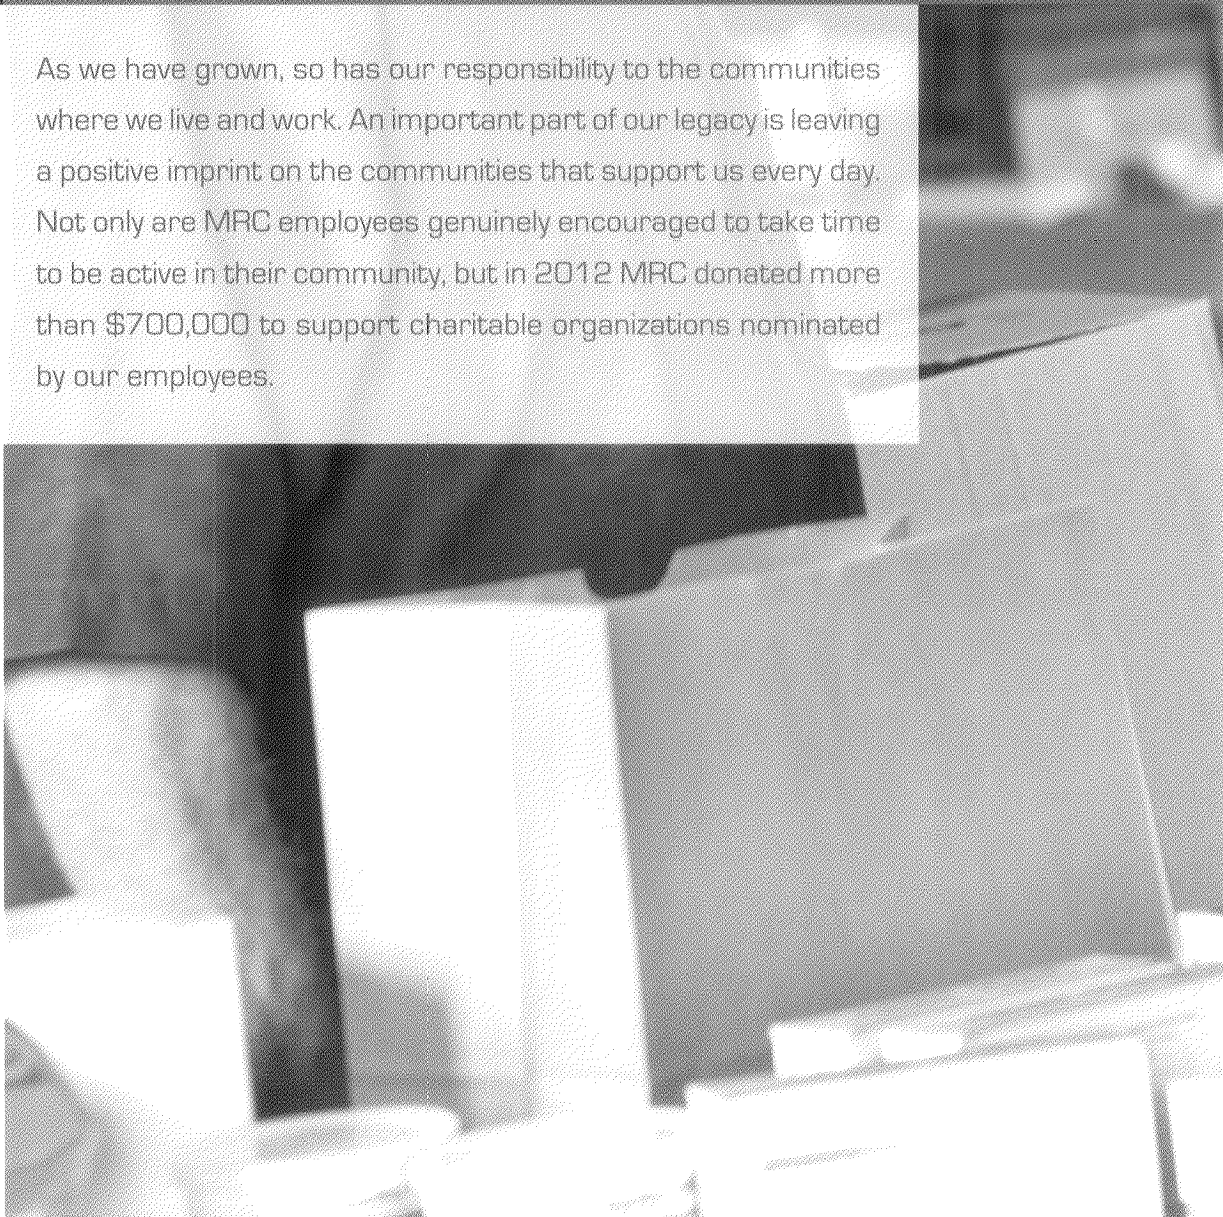 As we have grown, so has our responsibility to the communities
where we live and work. An important part of our legacy is leaving
a positive imprint on the communities that support us every day.
Not only are MRC employees genuinely encouraged to take time
to be active in their community, but in 2012 MRC donated more
than $700,000 to support charitable organizations nominated
by our employees.